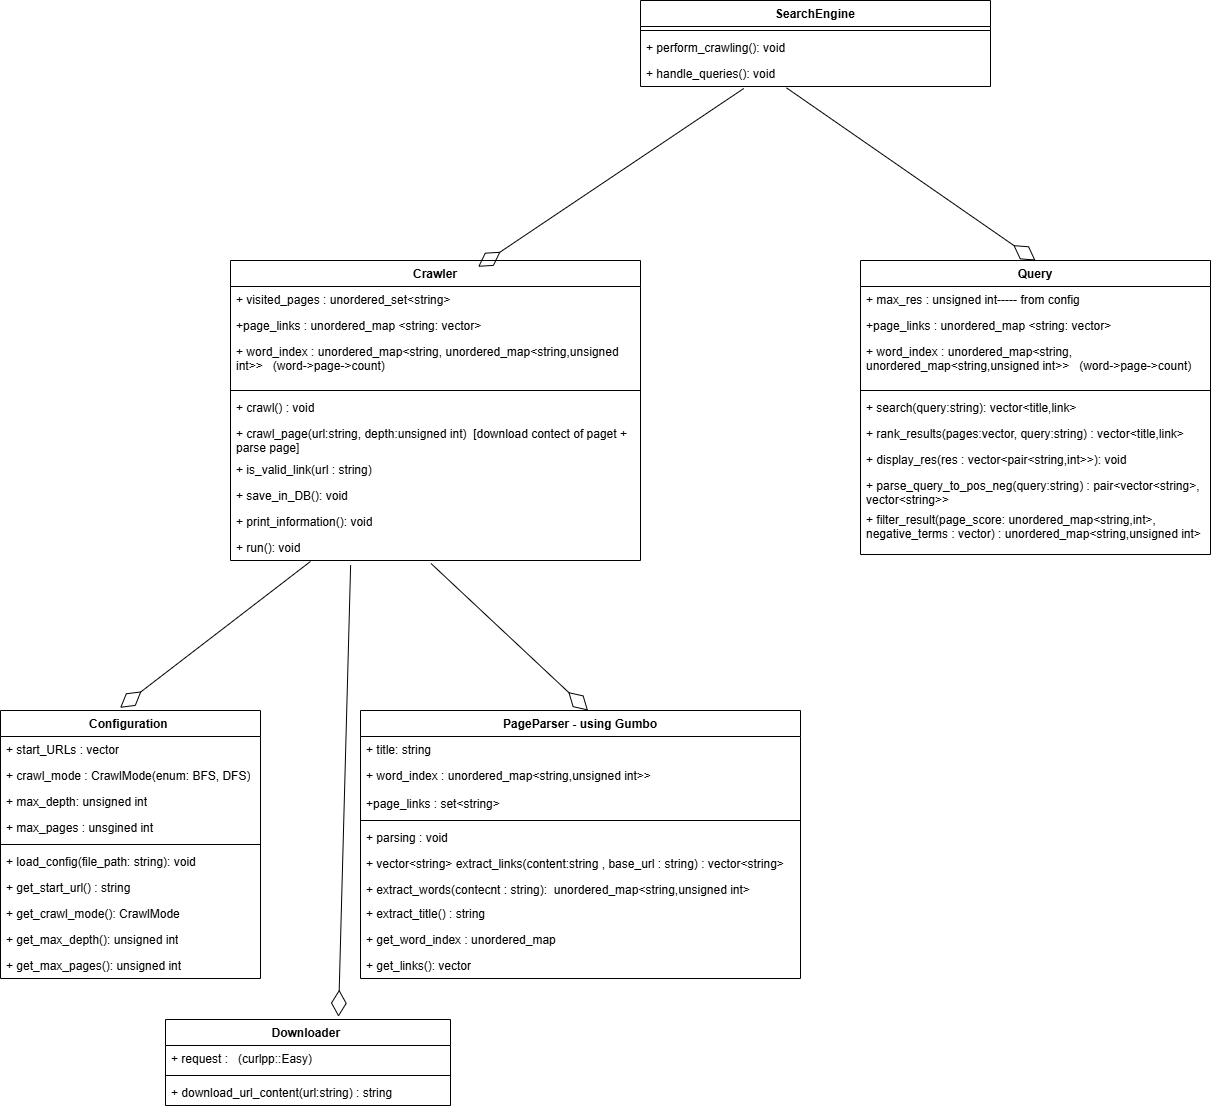 SearchEngine
+ perform_crawling(): void
+ handle_queries(): void
Crawler
+ visited_pages : unordered_set<string>
+page_links : unordered_map <string: vector>
+ word_index : unordered_map<string, unordered_map<string,unsigned
int>>   (word->page->count)
+ crawl() : void
+ crawl_page(url:string, depth:unsigned int)  [download contect of paget +
parse page]
+ is_valid_link(url : string)
+ save_in_DB(): void
+ print_information(): void
+ run(): void
Query
+ max_res : unsigned int----- from config
+page_links : unordered_map <string: vector>
+ word_index : unordered_map<string,
unordered_map<string,unsigned int>>   (word->page->count)
+ search(query:string): vector<title,link>
+ rank_results(pages:vector, query:string) : vector<title,link>
+ display_res(res : vector<pair<string,int>>): void
+ parse_query_to_pos_neg(query:string) : pair<vector<string>,
vector<string>>
+ filter_result(page_score: unordered_map<string,int>,
negative_terms : vector) : unordered_map<string,unsigned int>
Configuration
+ start_URLs : vector
+ crawl_mode : CrawlMode(enum: BFS, DFS)
+ max_depth: unsigned int
+ max_pages : unsgined int
+ load_config(file_path: string): void
+ get_start_url() : string
+ get_crawl_mode(): CrawlMode
+ get_max_depth(): unsigned int
+ get_max_pages(): unsigned int
PageParser - using Gumbo
+ title: string
+ word_index : unordered_map<string,unsigned int>>
+page_links : set<string>
+ parsing : void
+ vector<string> extract_links(content:string , base_url : string) : vector<string>
+ extract_words(contecnt : string):  unordered_map<string,unsigned int>
+ extract_title() : string
+ get_word_index : unordered_map
+ get_links(): vector
Downloader
+ request :   (curlpp::Easy)
+ download_url_content(url:string) : string